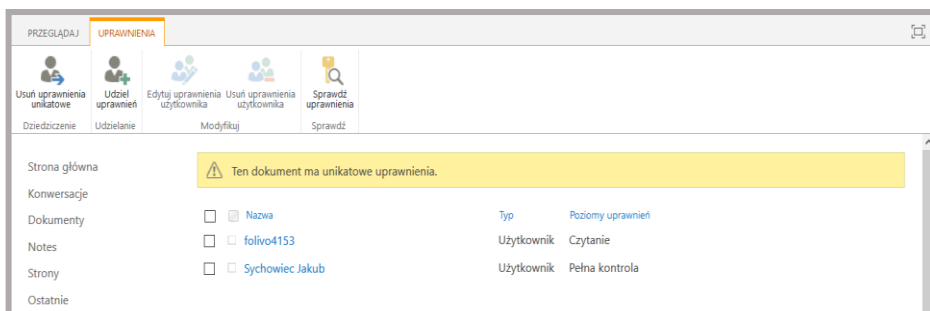 PRZEGLĄDAJ UPRAWNIENIA
Usuń uprawnienia unikatowe
Udziel uprawnień
Edytuj uprawnienia użytkownika
Usuń uprawnienia użytkownika
Sprawdź uprawnienia
Dziedziczenie Udzielanie Modyfikuj Sprawdź
Strona główna
Konwersacje
Dokumenty
Notes
Strony
Ostatnie
Ten dokument ma unikatowe uprawnienia.
Nazwa Typ Poziomy uprawnień
folivo4153 Użytkownik Czytanie
Sychowiec Jakub Użytkownik Pełna kontrola